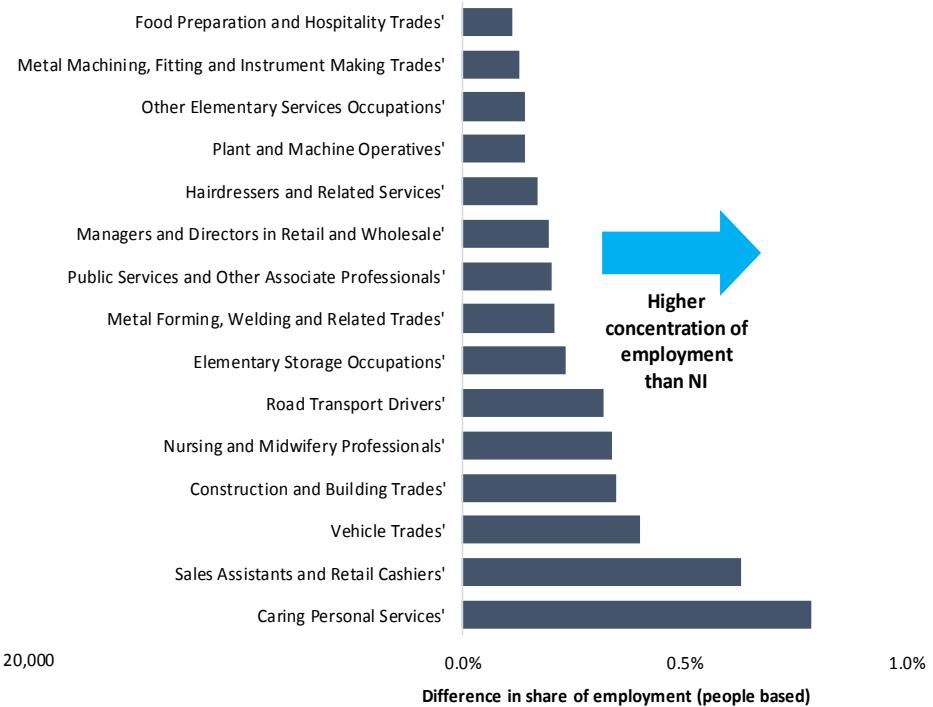 Food Preparation and Hospitality Trades'
Metal Machining, Fitting and Instrument Making Trades'
Other Elementary Services Occupations'
Plant and Machine Operatives'
Hairdressers and Related Services'
Managers and Directors in Retail and Wholesale'
Public Services and Other Associate Professionals'
Metal Forming, Welding and Related Trades'
Elementary Storage Occupations'
Road Transport Drivers'
Nursing and Midwifery Professionals'
Construction and Building Trades'
Vehicle Trades'
Sales Assistants and Retail Cashiers'
Caring Personal Services'
Higher
concentration of
employment
than NI
20,000
0.0% 0.5% 1.0%
Difference in share of employment (people based)